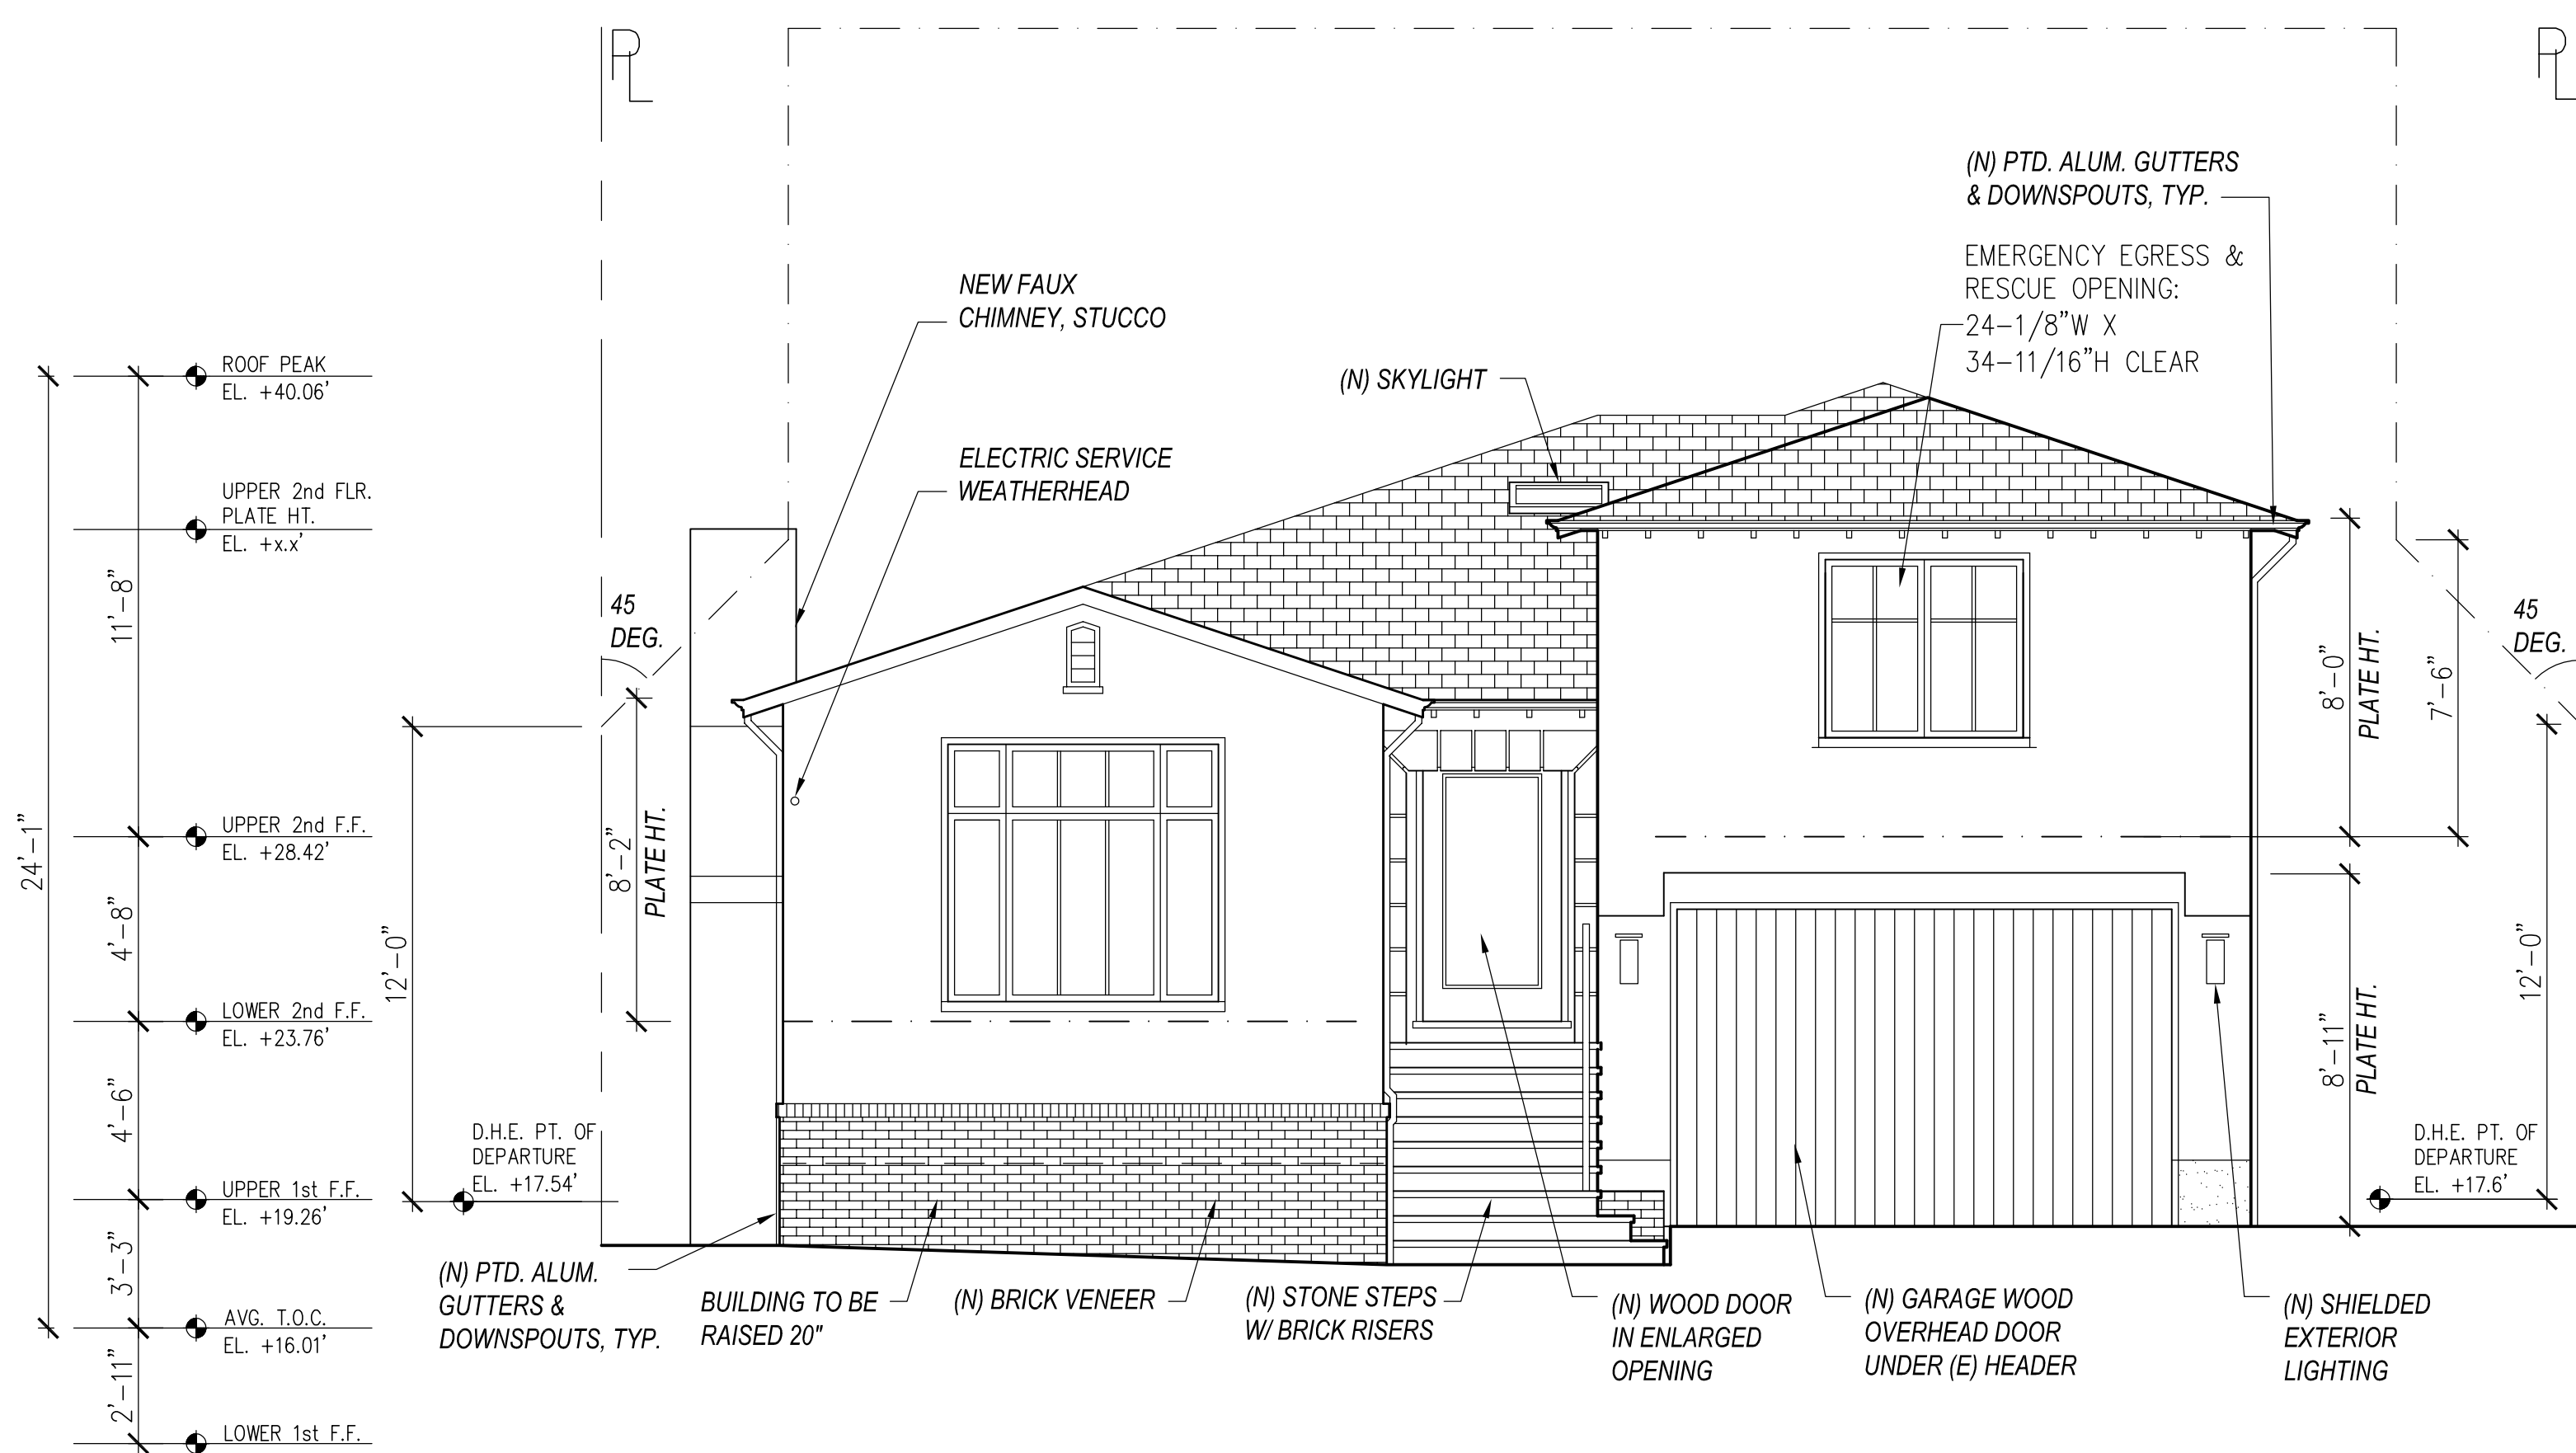 PL
PL
(N) PTD. ALUM. GUTTERS
& DOWNSPOUTS, TYP.
EMERGENCY EGRESS &
RESCUE OPENING:
24-1/8"W X
34-11/16"H CLEAR
NEW FAUX
CHIMNEY, STUCCO
(N) SKYLIGHT
ELECTRIC SERVICE
WEATHERHEAD
ROOF PEAK
EL. +40.06'
UPPER 2nd FLR.
PLATE HT.
EL. +x.x'
11'-8"
45
DEG.
45
DEG.
8'-0"
PLATE HT.
7'-6"
24'-1"
UPPER 2nd F.F.
EL. +28.42'
8'-2"
PLATE HT.
4'-8"
12'-0"
12'-0"
LOWER 2nd F.F.
EL. +23.76'
8'-11"
PLATE HT.
4'-6"
D.H.E. PT. OF
DEPARTURE
EL. +17.54'
D.H.E. PT. OF
DEPARTURE
EL. +17.6'
UPPER 1st F.F.
EL. +19.26'
3'-3"
(N) PTD. ALUM.
GUTTERS &
DOWNSPOUTS, TYP.
BUILDING TO BE
RAISED 20"
(N) BRICK VENEER
(N) STONE STEPS
W/ BRICK RISERS
(N) WOOD DOOR
IN ENLARGED
OPENING
(N) GARAGE WOOD
OVERHEAD DOOR
UNDER (E) HEADER
(N) SHIELDED
EXTERIOR
LIGHTING
AVG. T.O.C.
EL. +16.01'
2'-11"
LOWER 1st F.F.